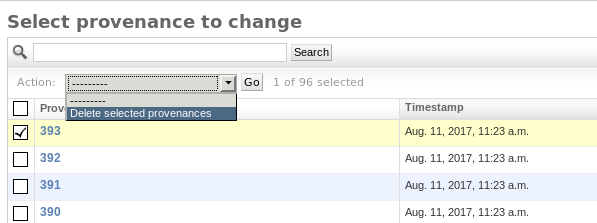 Select provenance to change
Search
Action: --------- Go 1 of 96 selected
---------
Delete selected provenances
Timestamp
393 Aug. 11, 2017, 11:23 a.m.
392 Aug. 11, 2017, 11:23 a.m.
391 Aug. 11, 2017, 11:23 a.m.
390 Aug. 11, 2017, 11:23 a.m.